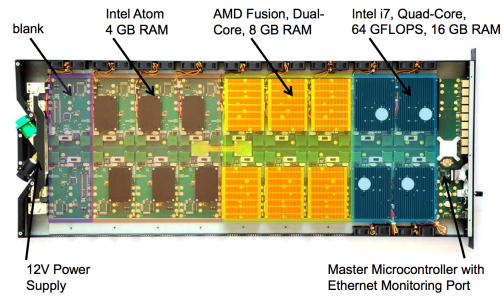 blank
Intel Atom
4 GB RAM
AMD Fusion, Dual-
Core, 8 GB RAM
Intel i7, Quad-Core,
64 GFLOPS, 16 GB RAM
12V Power
Supply
Master Microcontroller with
Ethernet Monitoring Port